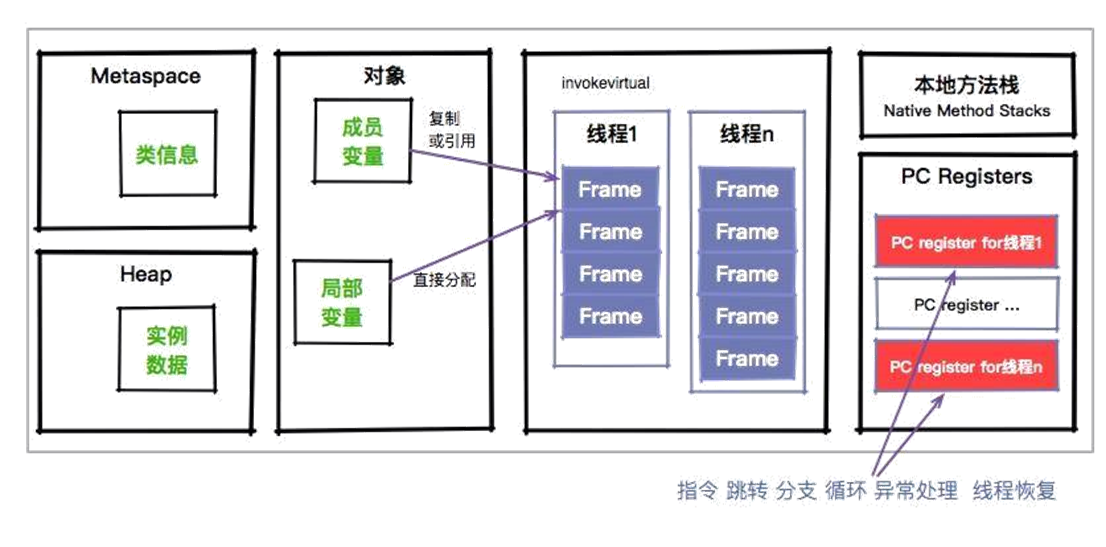 Metaspace
类信息
Heap
实例
数据
对象
成员
变量
复制
或引用
局部
变量
直接分配
invokevirtual
线程1
Frame
Frame
Frame
Frame
线程n
Frame
Frame
Frame
Frame
Frame
本地方法栈
Native Method Stacks
PC Registers
PC register for线程1
PC register ...
PC register for线程n
指令 跳转 分支 循环 异常处理 线程恢复